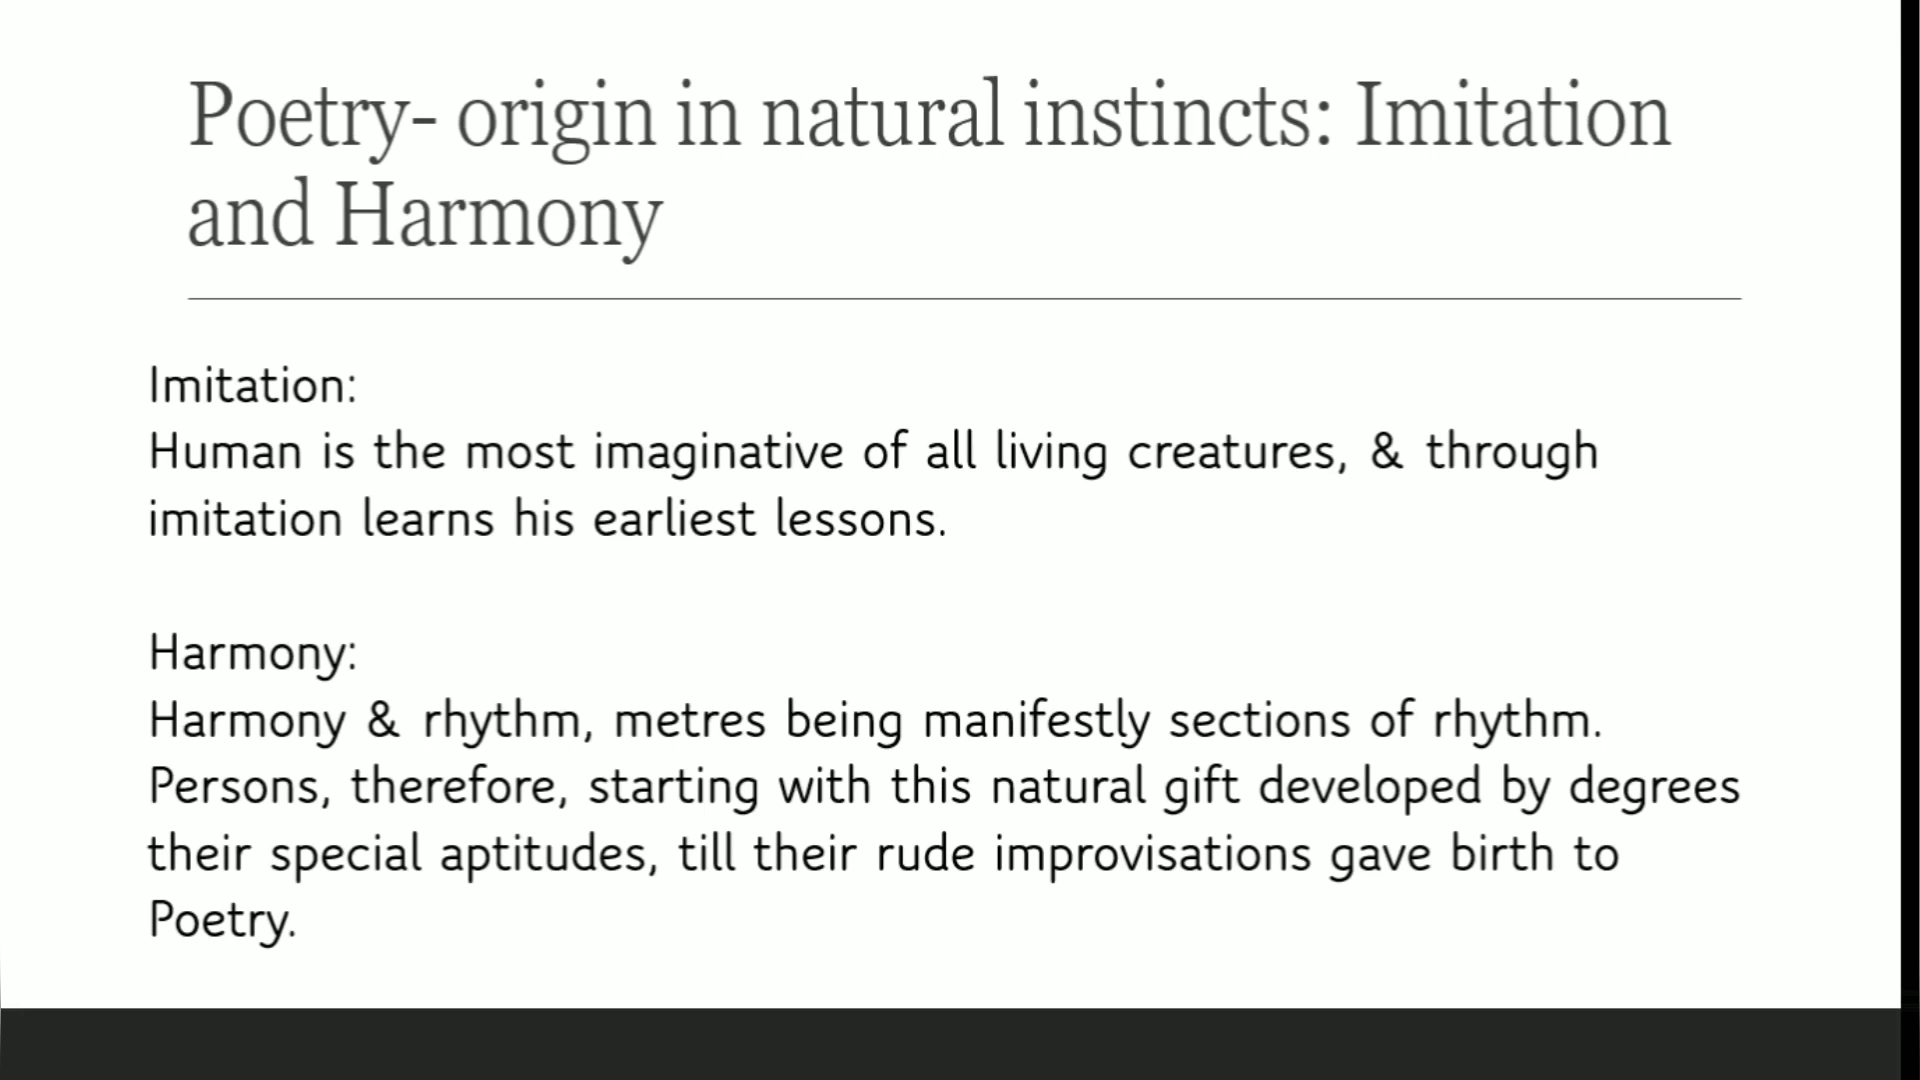 Poetry- origin in natural instincts: Imitation
and Harmony
Imitation:
Human is the most imaginative of all living creatures, & through
imitation learns his earliest lessons.
Harmony:
Harmony & rhythm, metres being manifestly sections of rhythm.
Persons, therefore, starting with this natural gift developed by degrees
their special aptitudes, till their rude improvisations gave birth to
Poetry.